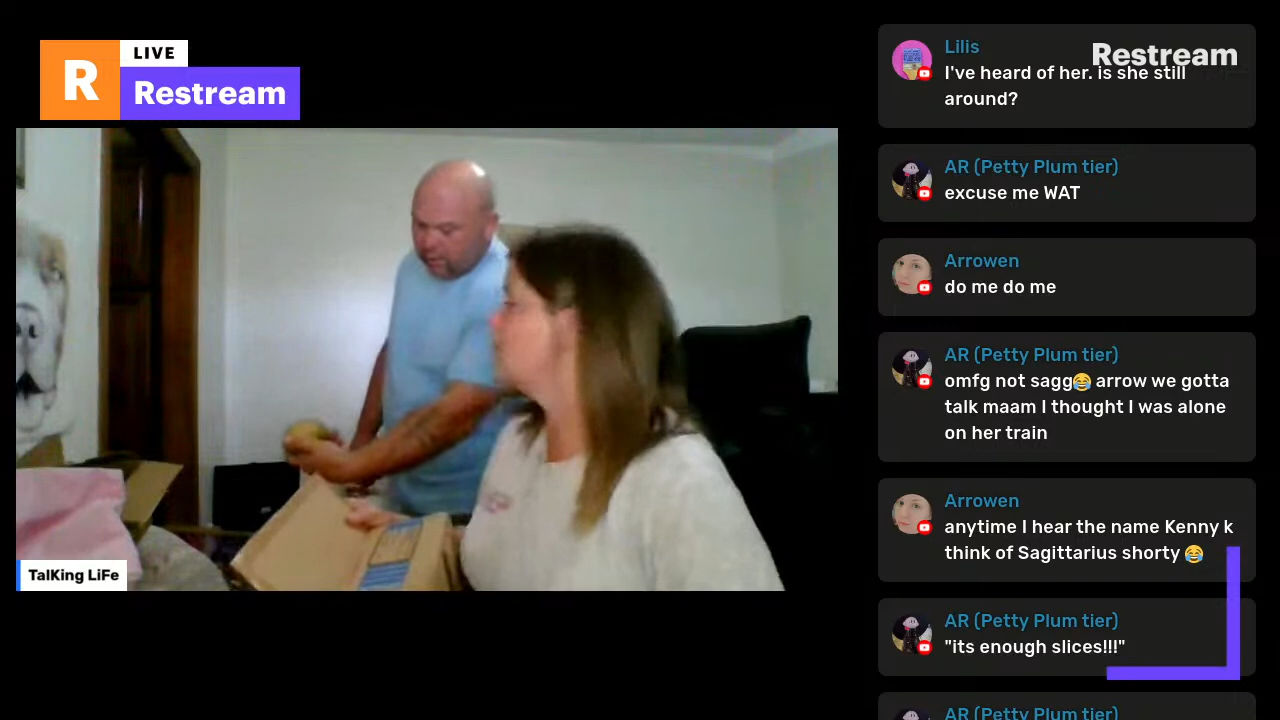 R
LIVE
Restream
TalKing LiFe
Restream
Lilis
I've heard of her. is she still
around?
AR (Petty Plum tier)
excuse me WAT
Arrowen
do me do me
AR (Petty Plum tier)
omfg not sagg😂 arrow we gotta
talk maam I thought I was alone
on her train
Arrowen
anytime I hear the name Kenny k
think of Sagittarius shorty 😂
AR (Petty Plum tier)
"its enough slices!!!"
AR (Petty Plum tier)